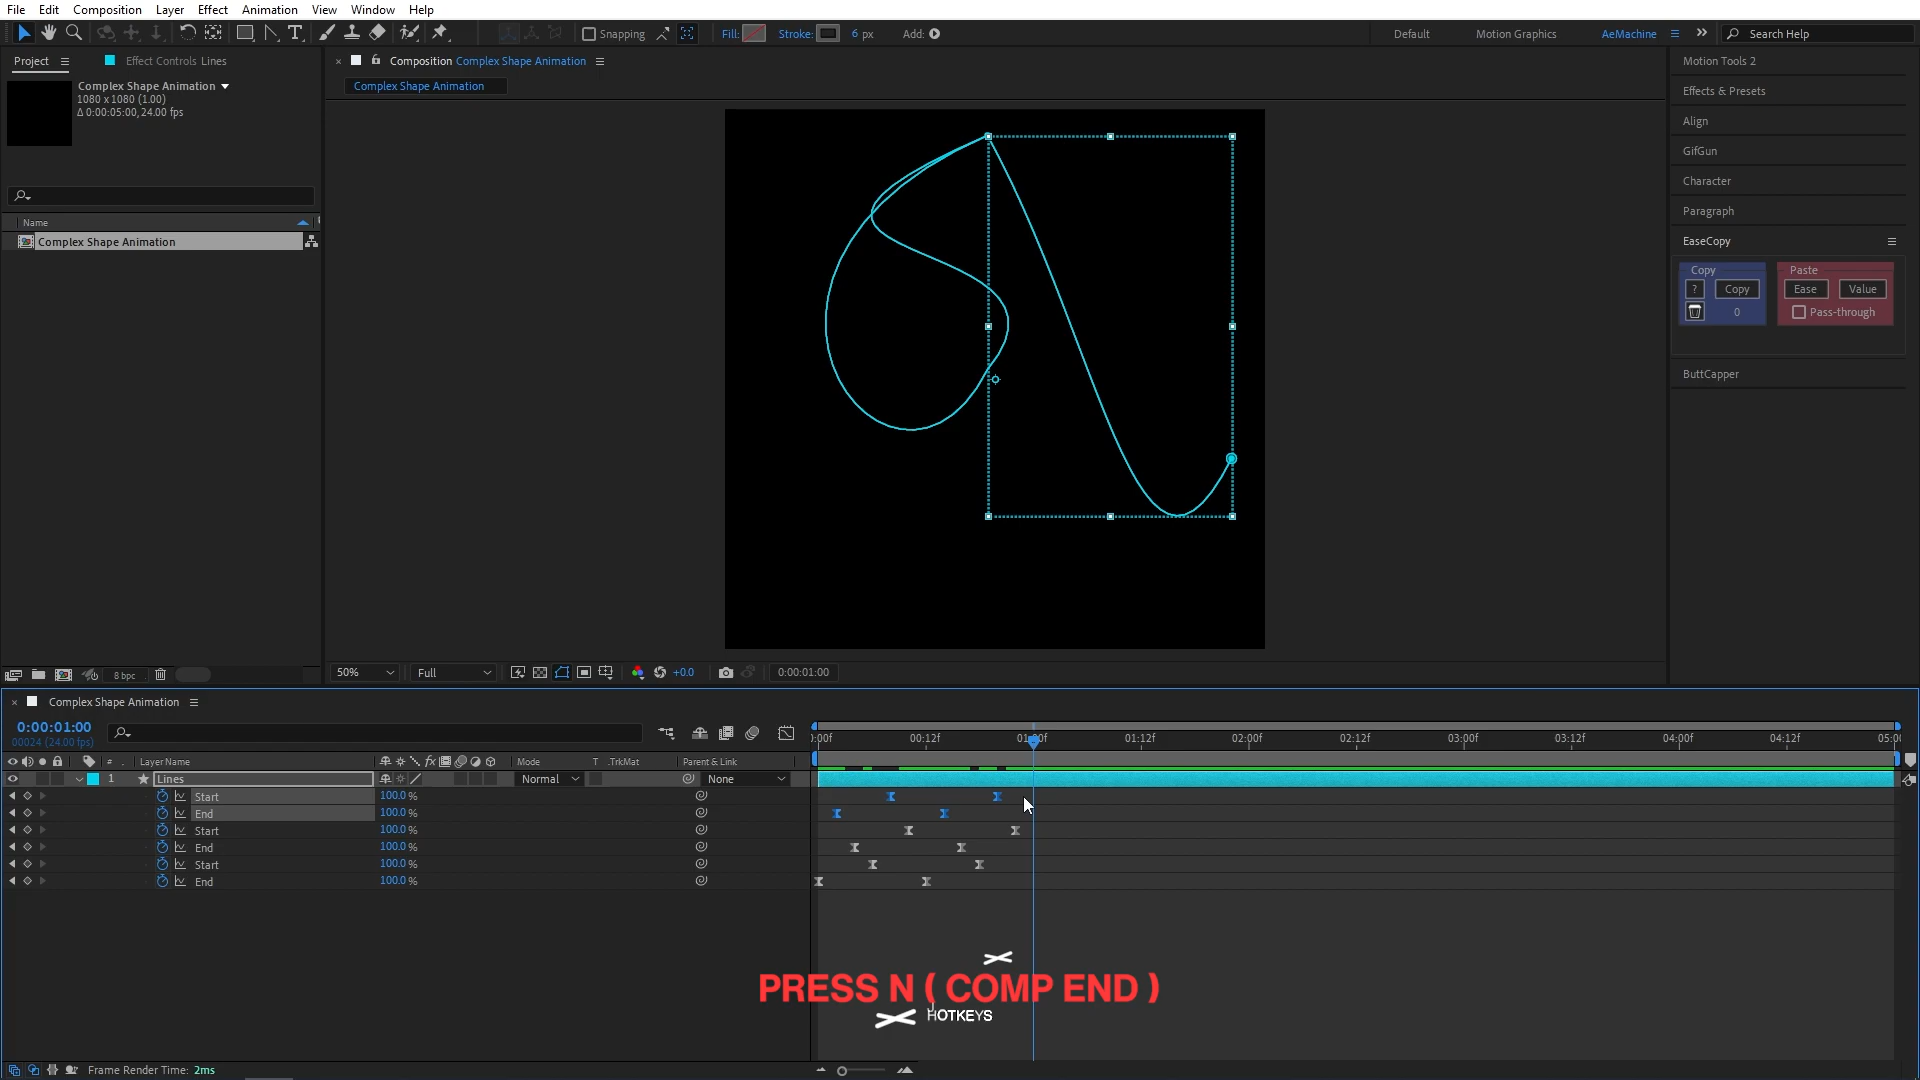 File Edit Composition Layer Effect Animation View Window Help
Snapping Fill: Stroke: 6 px Add: Default Motion Graphics AeMachine Search Help
Project Effect Controls Lines
Composition Complex Shape Animation
Complex Shape Animation
Complex Shape Animation
1080 x 1080 (1.00)
Δ 0:00:05:00, 24.00 fps
Name
Complex Shape Animation
Motion Tools 2
Effects & Presets
Align
GifGun
Character
Paragraph
EaseCopy
Copy Paste
? Copy Ease Value
0 Pass-through
ButtCapper
8 bpc
50% Full +0.0 0:00:01:00
Complex Shape Animation
0:00:01:00
00024 (24.00 fps)
:00f 00:12f 01:00f 01:12f 02:00f 02:12f 03:00f 03:12f 04:00f 04:12f 05:00
# Layer Name fx Mode T .TrkMat Parent & Link
1 Lines Normal None
Start 100.0 %
End 100.0 %
Start 100.0 %
End 100.0 %
Start 100.0 %
End 100.0 %
PRESS N ( COMP END )
HOTKEYS
Frame Render Time: 2ms